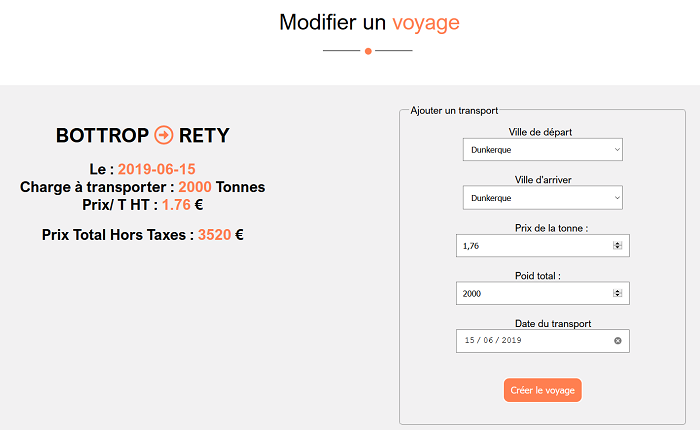 Modifier un voyage
BOTTROP RETY
Le : 2019-06-15
Charge à transporter : 2000 Tonnes
Prix/ T HT : 1.76 €
Prix Total Hors Taxes : 3520 €
Ajouter un transport
Ville de départ
Dunkerque
Ville d'arriver
Dunkerque
Prix de la tonne :
1,76
Poid total :
2000
Date du transport
15 / 06 / 2019
Créer le voyage